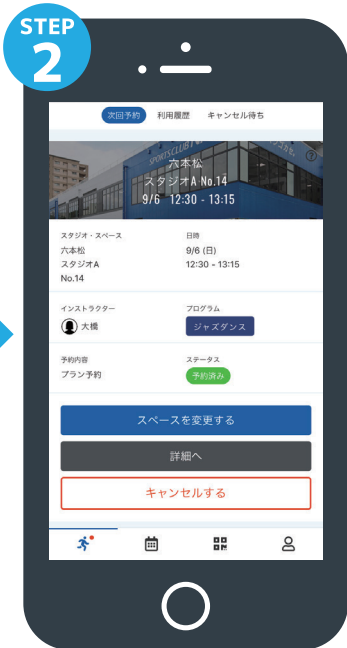 STEP
2
次回予約 利用履歴 キャンセル待ち
SPORTS CLUB
六本松
スタジオA No.14
9/6 12:30 - 13:15
スタジオ・スペース 日時
六本松 9/6 (日)
スタジオA 12:30 - 13:15
No.14
インストラクター プログラム
大橋 ジャズダンス
予約内容 ステータス
プラン予約 予約済み
スペースを変更する
詳細へ
キャンセルする